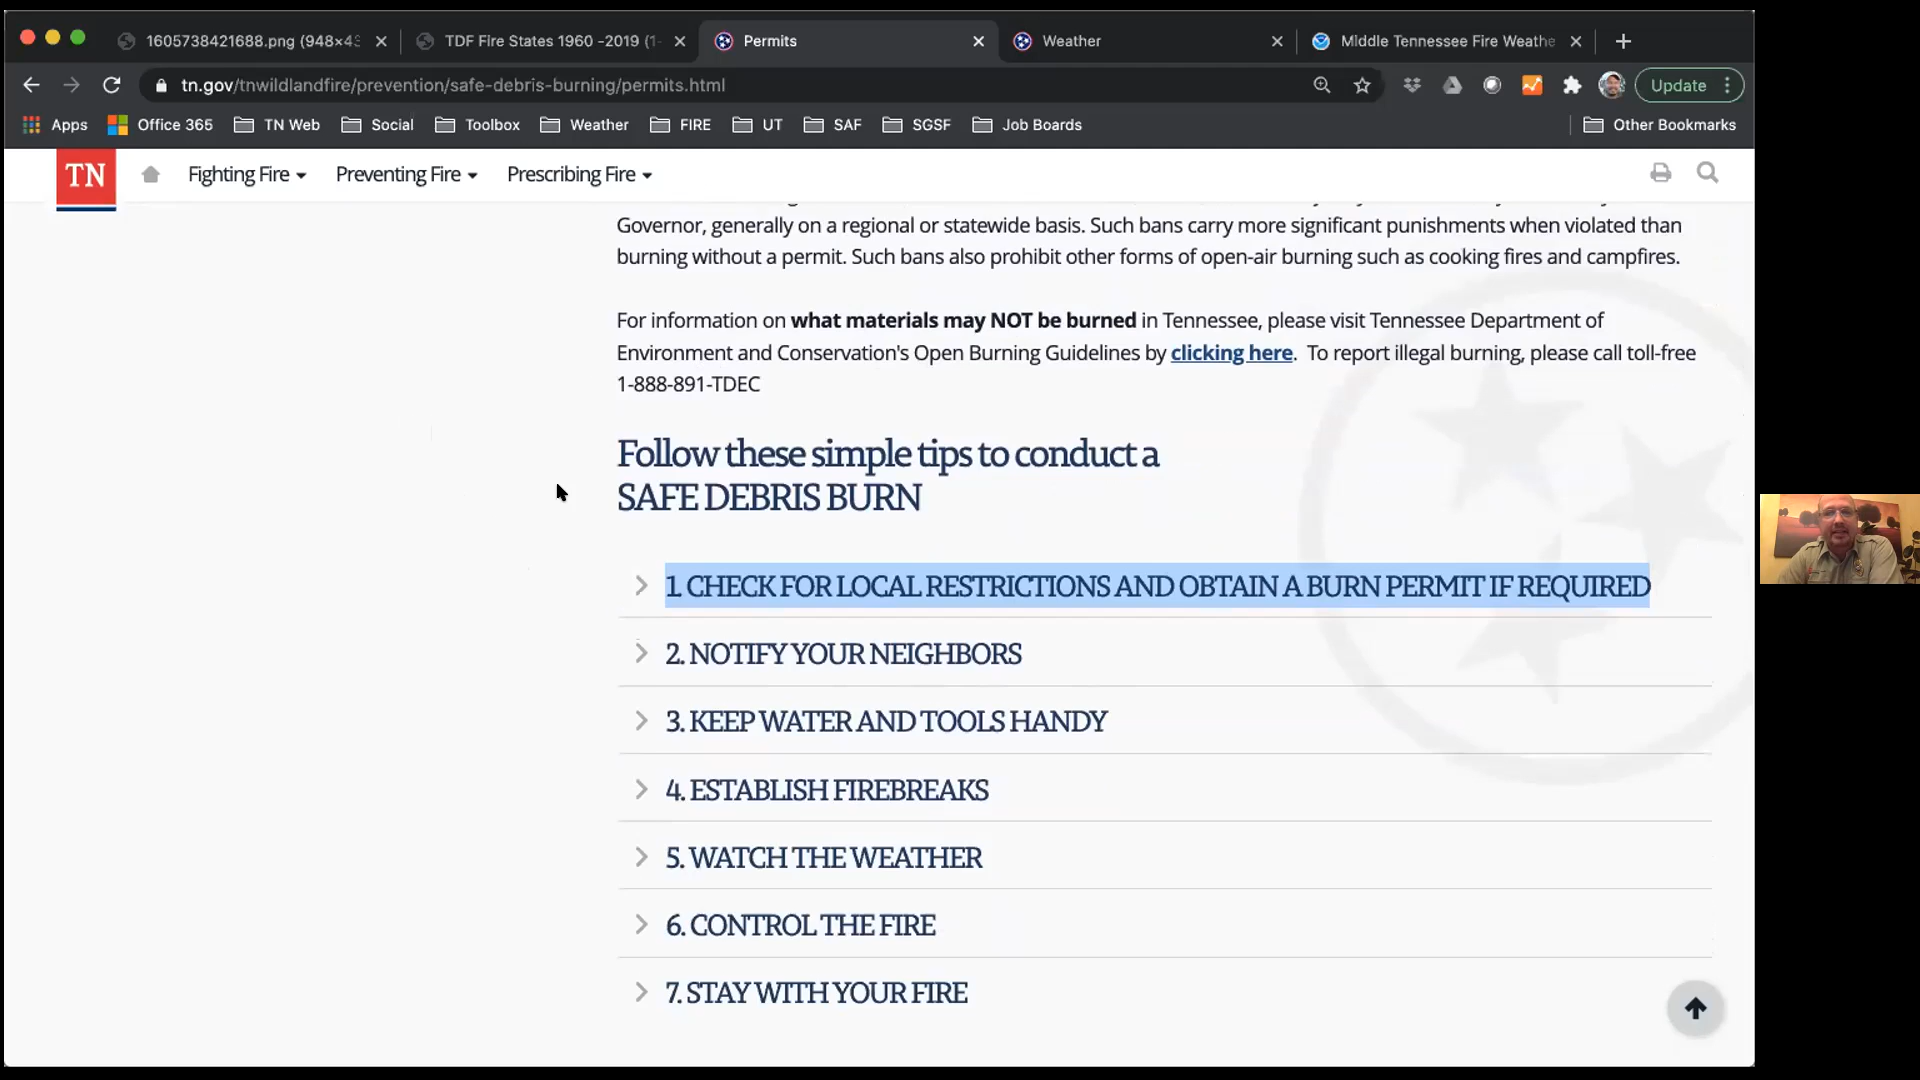 1605738421688.png (948×43
TDF Fire States 1960 -2019 (1-
Permits
Weather
Middle Tennessee Fire Weathe
tn.gov/tnwildlandfire/prevention/safe-debris-burning/permits.html
Update
Apps
Office 365
TN Web
Social
Toolbox
Weather
FIRE
UT
SAF
SGSF
Job Boards
Other Bookmarks
TN
Fighting Fire
Preventing Fire
Prescribing Fire
Governor, generally on a regional or statewide basis. Such bans carry more significant punishments when violated than
burning without a permit. Such bans also prohibit other forms of open-air burning such as cooking fires and campfires.
For information on what materials may NOT be burned in Tennessee, please visit Tennessee Department of
Environment and Conservation's Open Burning Guidelines by clicking here. To report illegal burning, please call toll-free
1-888-891-TDEC
Follow these simple tips to conduct a
SAFE DEBRIS BURN
1. CHECK FOR LOCAL RESTRICTIONS AND OBTAIN A BURN PERMIT IF REQUIRED
2. NOTIFY YOUR NEIGHBORS
3. KEEP WATER AND TOOLS HANDY
4. ESTABLISH FIREBREAKS
5. WATCH THE WEATHER
6. CONTROL THE FIRE
7. STAY WITH YOUR FIRE